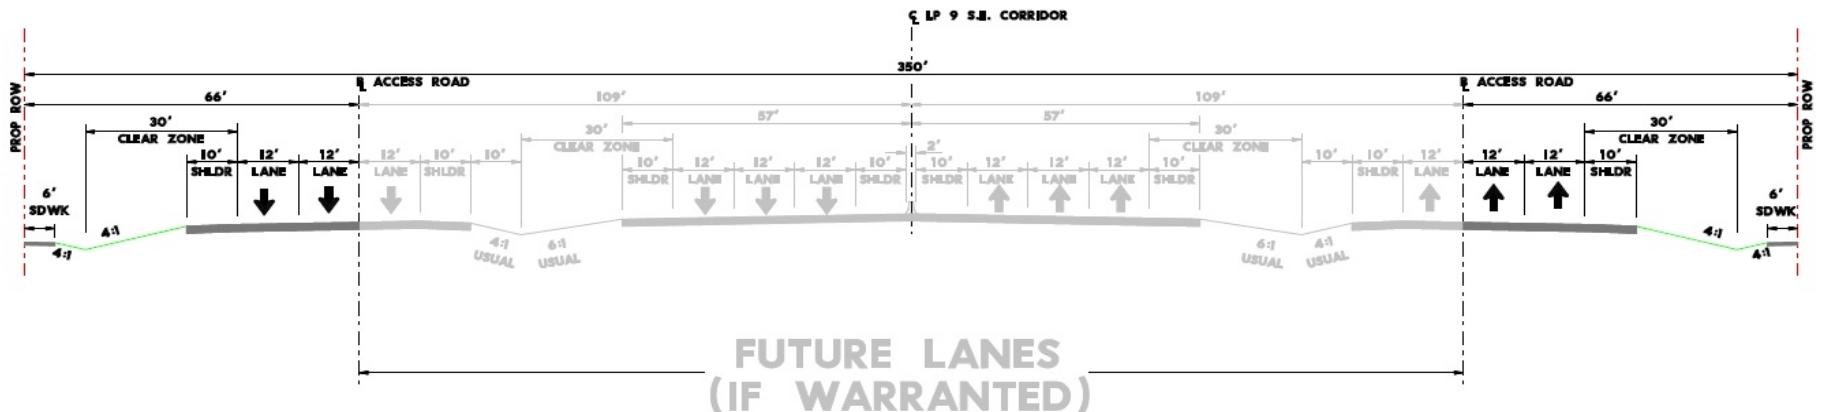 ℄ LP 9 S.E. CORRIDOR
350'
PROP ROW
℄ ACCESS ROAD
℄ ACCESS ROAD
PROP ROW
66'
109'
109'
66'
57'
57'
30'
CLEAR ZONE
30'
CLEAR ZONE
2'
30'
CLEAR ZONE
30'
CLEAR ZONE
10' 12' 12' 12' 10' 10' 10' 12' 12' 12' 10' 10' 12' 12' 12' 10' 10' 10' 12' 12' 12' 10'
SHLDR LANE LANE LANE SHLDR SHLDR LANE LANE LANE SHLDR SHLDR LANE LANE LANE SHLDR SHLDR LANE LANE LANE SHLDR
6'
SDWK
6'
SDWK
4:1
4:1
4:1
USUAL
6:1
USUAL
6:1
USUAL
4:1
USUAL
4:1
4:1
FUTURE LANES
(IF WARRANTED)